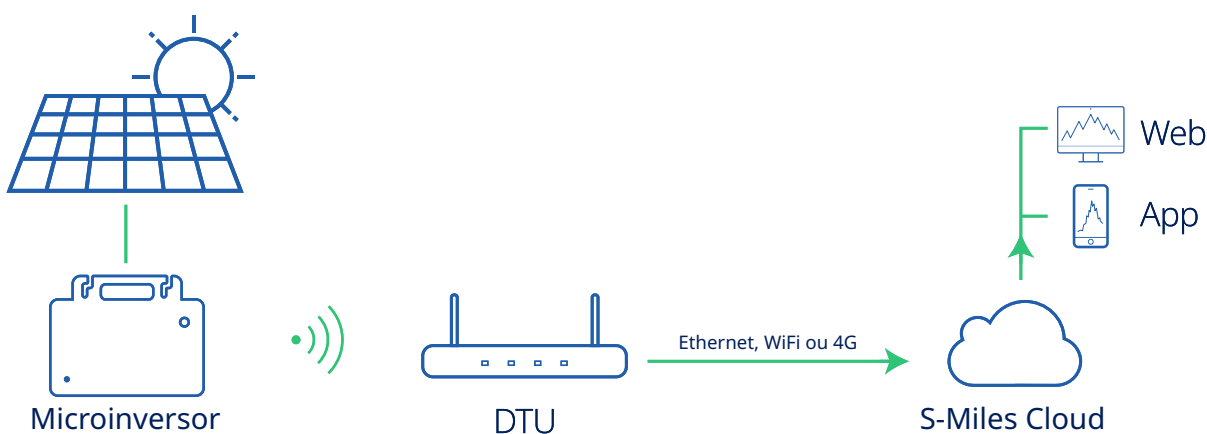 Web
App
Ethernet, WiFi ou 4G
Microinversor
DTU
S-Miles Cloud